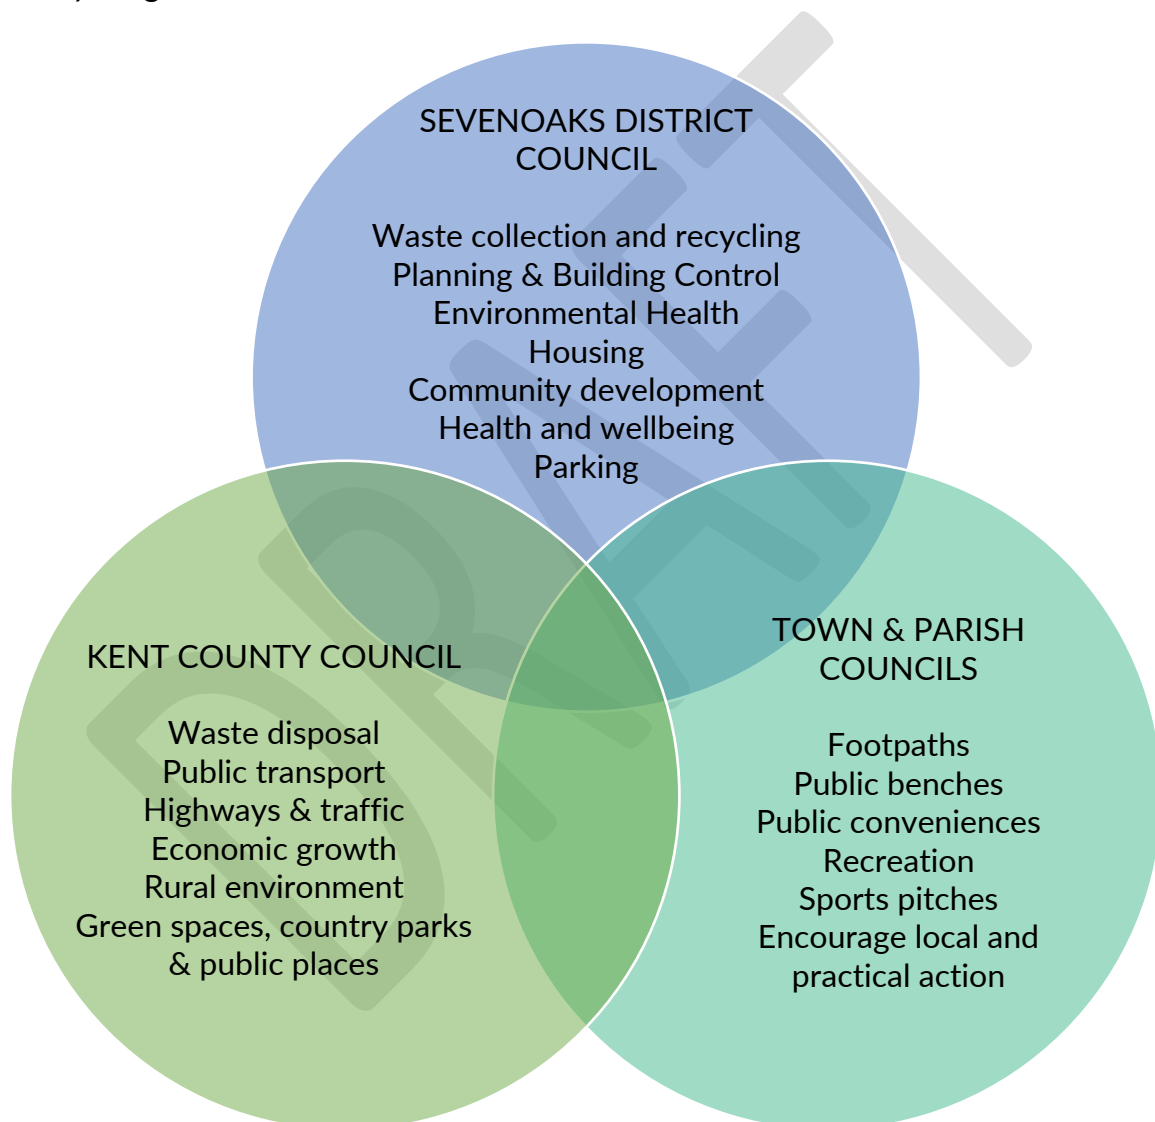 SEVENOAKS DISTRICT
COUNCIL
Waste collection and recycling
Planning & Building Control
Environmental Health
Housing
Community development
Health and wellbeing
Parking
KENT COUNTY COUNCIL
Waste disposal
Public transport
Highways & traffic
Economic growth
Rural environment
Green spaces, country parks
& public places
TOWN & PARISH
COUNCILS
Footpaths
Public benches
Public conveniences
Recreation
Sports pitches
Encourage local and
practical action
DRAFT